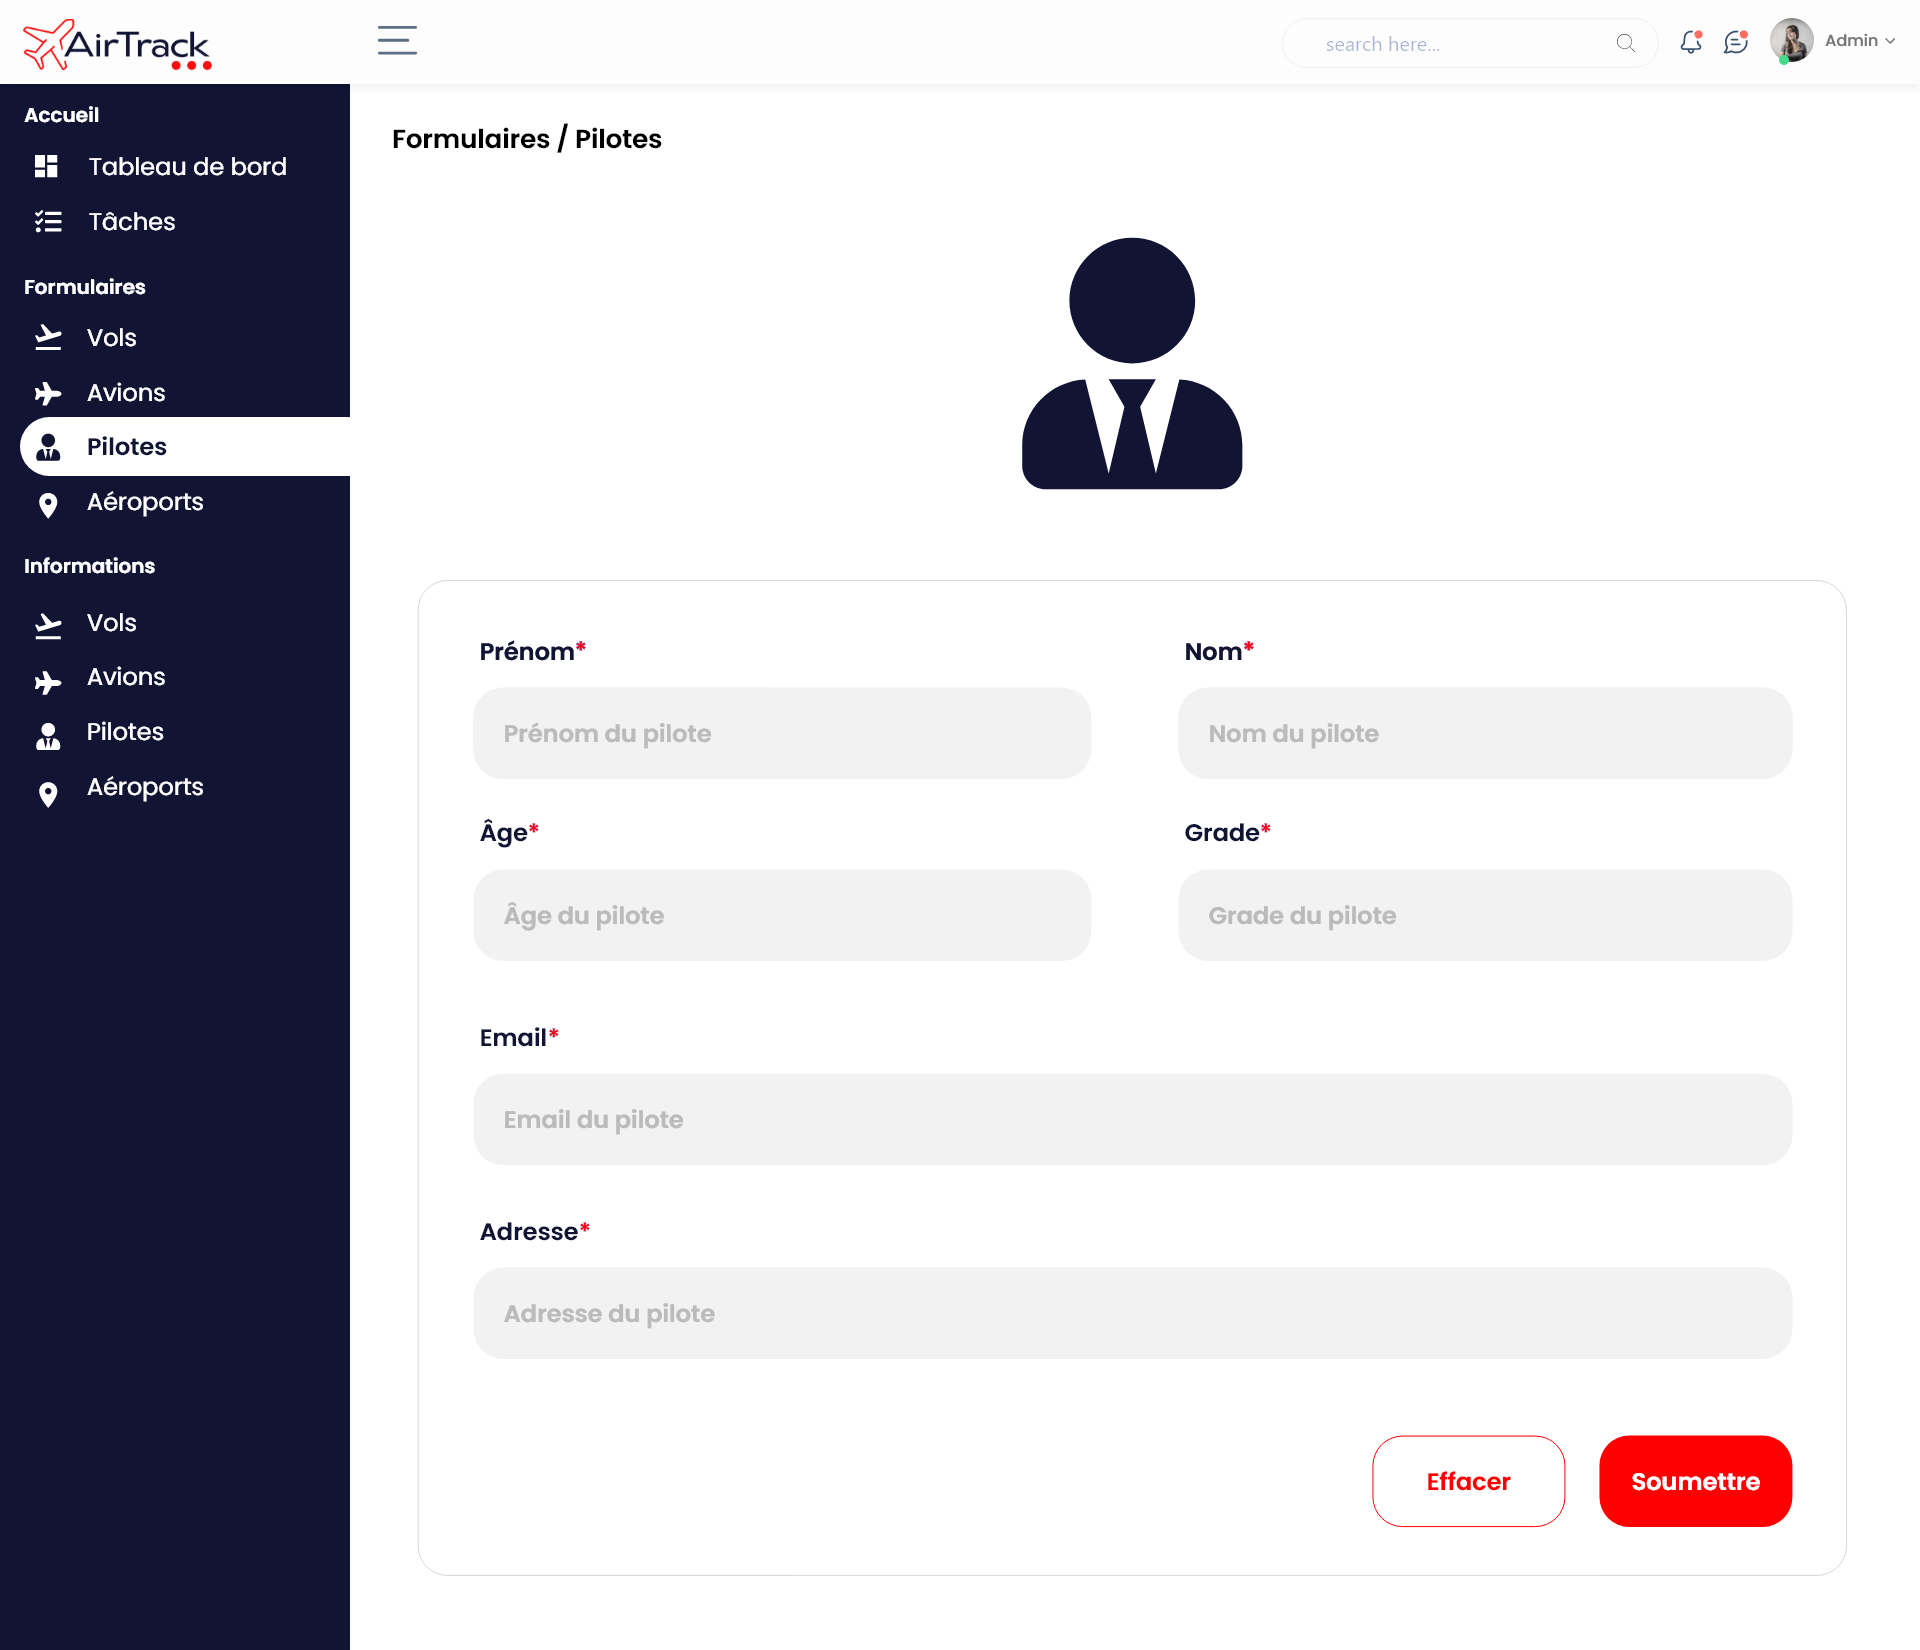 AirTrack
search here...
Admin
Accueil
Tableau de bord
Tâches
Formulaires
Vols
Avions
Pilotes
Aéroports
Informations
Vols
Avions
Pilotes
Aéroports
Formulaires / Pilotes
Prénom*
Nom*
Prénom du pilote
Nom du pilote
Âge*
Grade*
Âge du pilote
Grade du pilote
Email*
Email du pilote
Adresse*
Adresse du pilote
Effacer
Soumettre